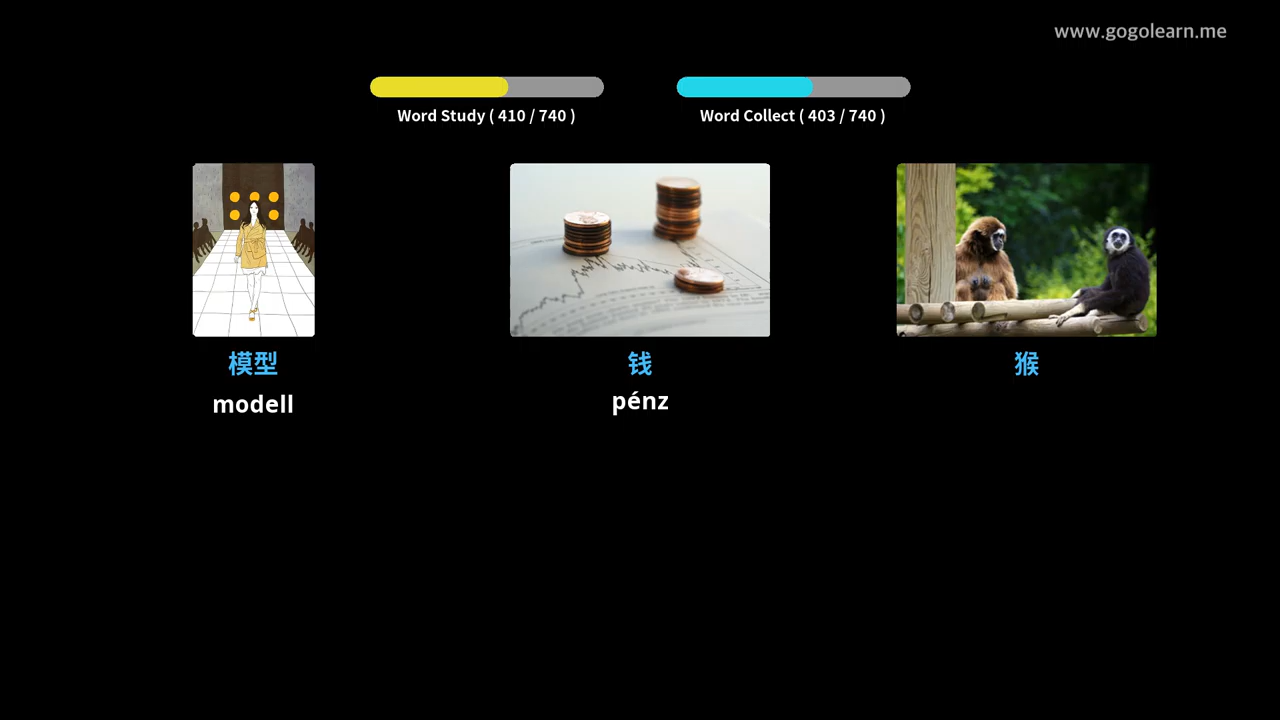 www.gogolearn.me
Word Study ( 410 / 740 )
Word Collect ( 403 / 740 )
模型
钱
猴
modell
pénz